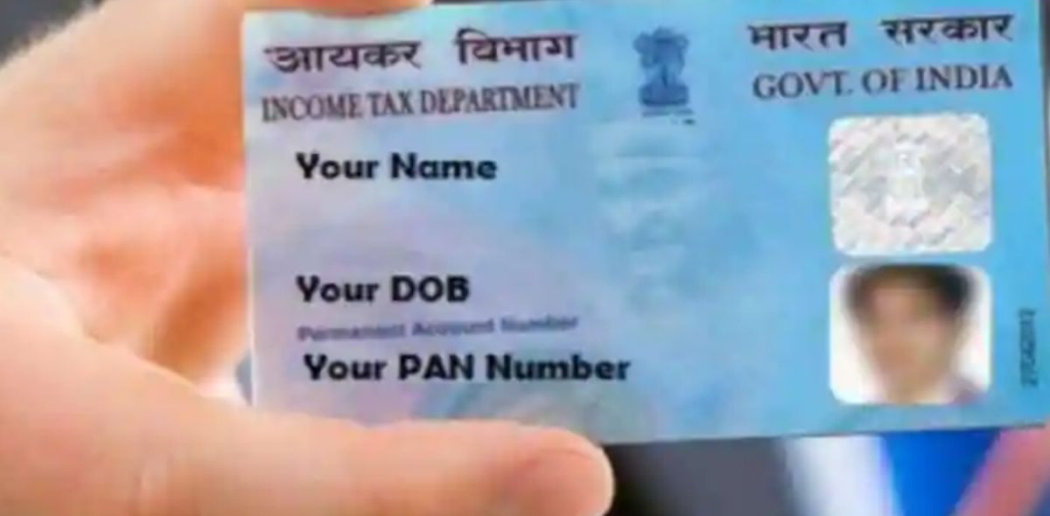 आयकर विभाग
INCOME TAX DEPARTMENT
भारत सरकार
GOVT. OF INDIA
Your Name
Your DOB
Permanent Account Number
Your PAN Number